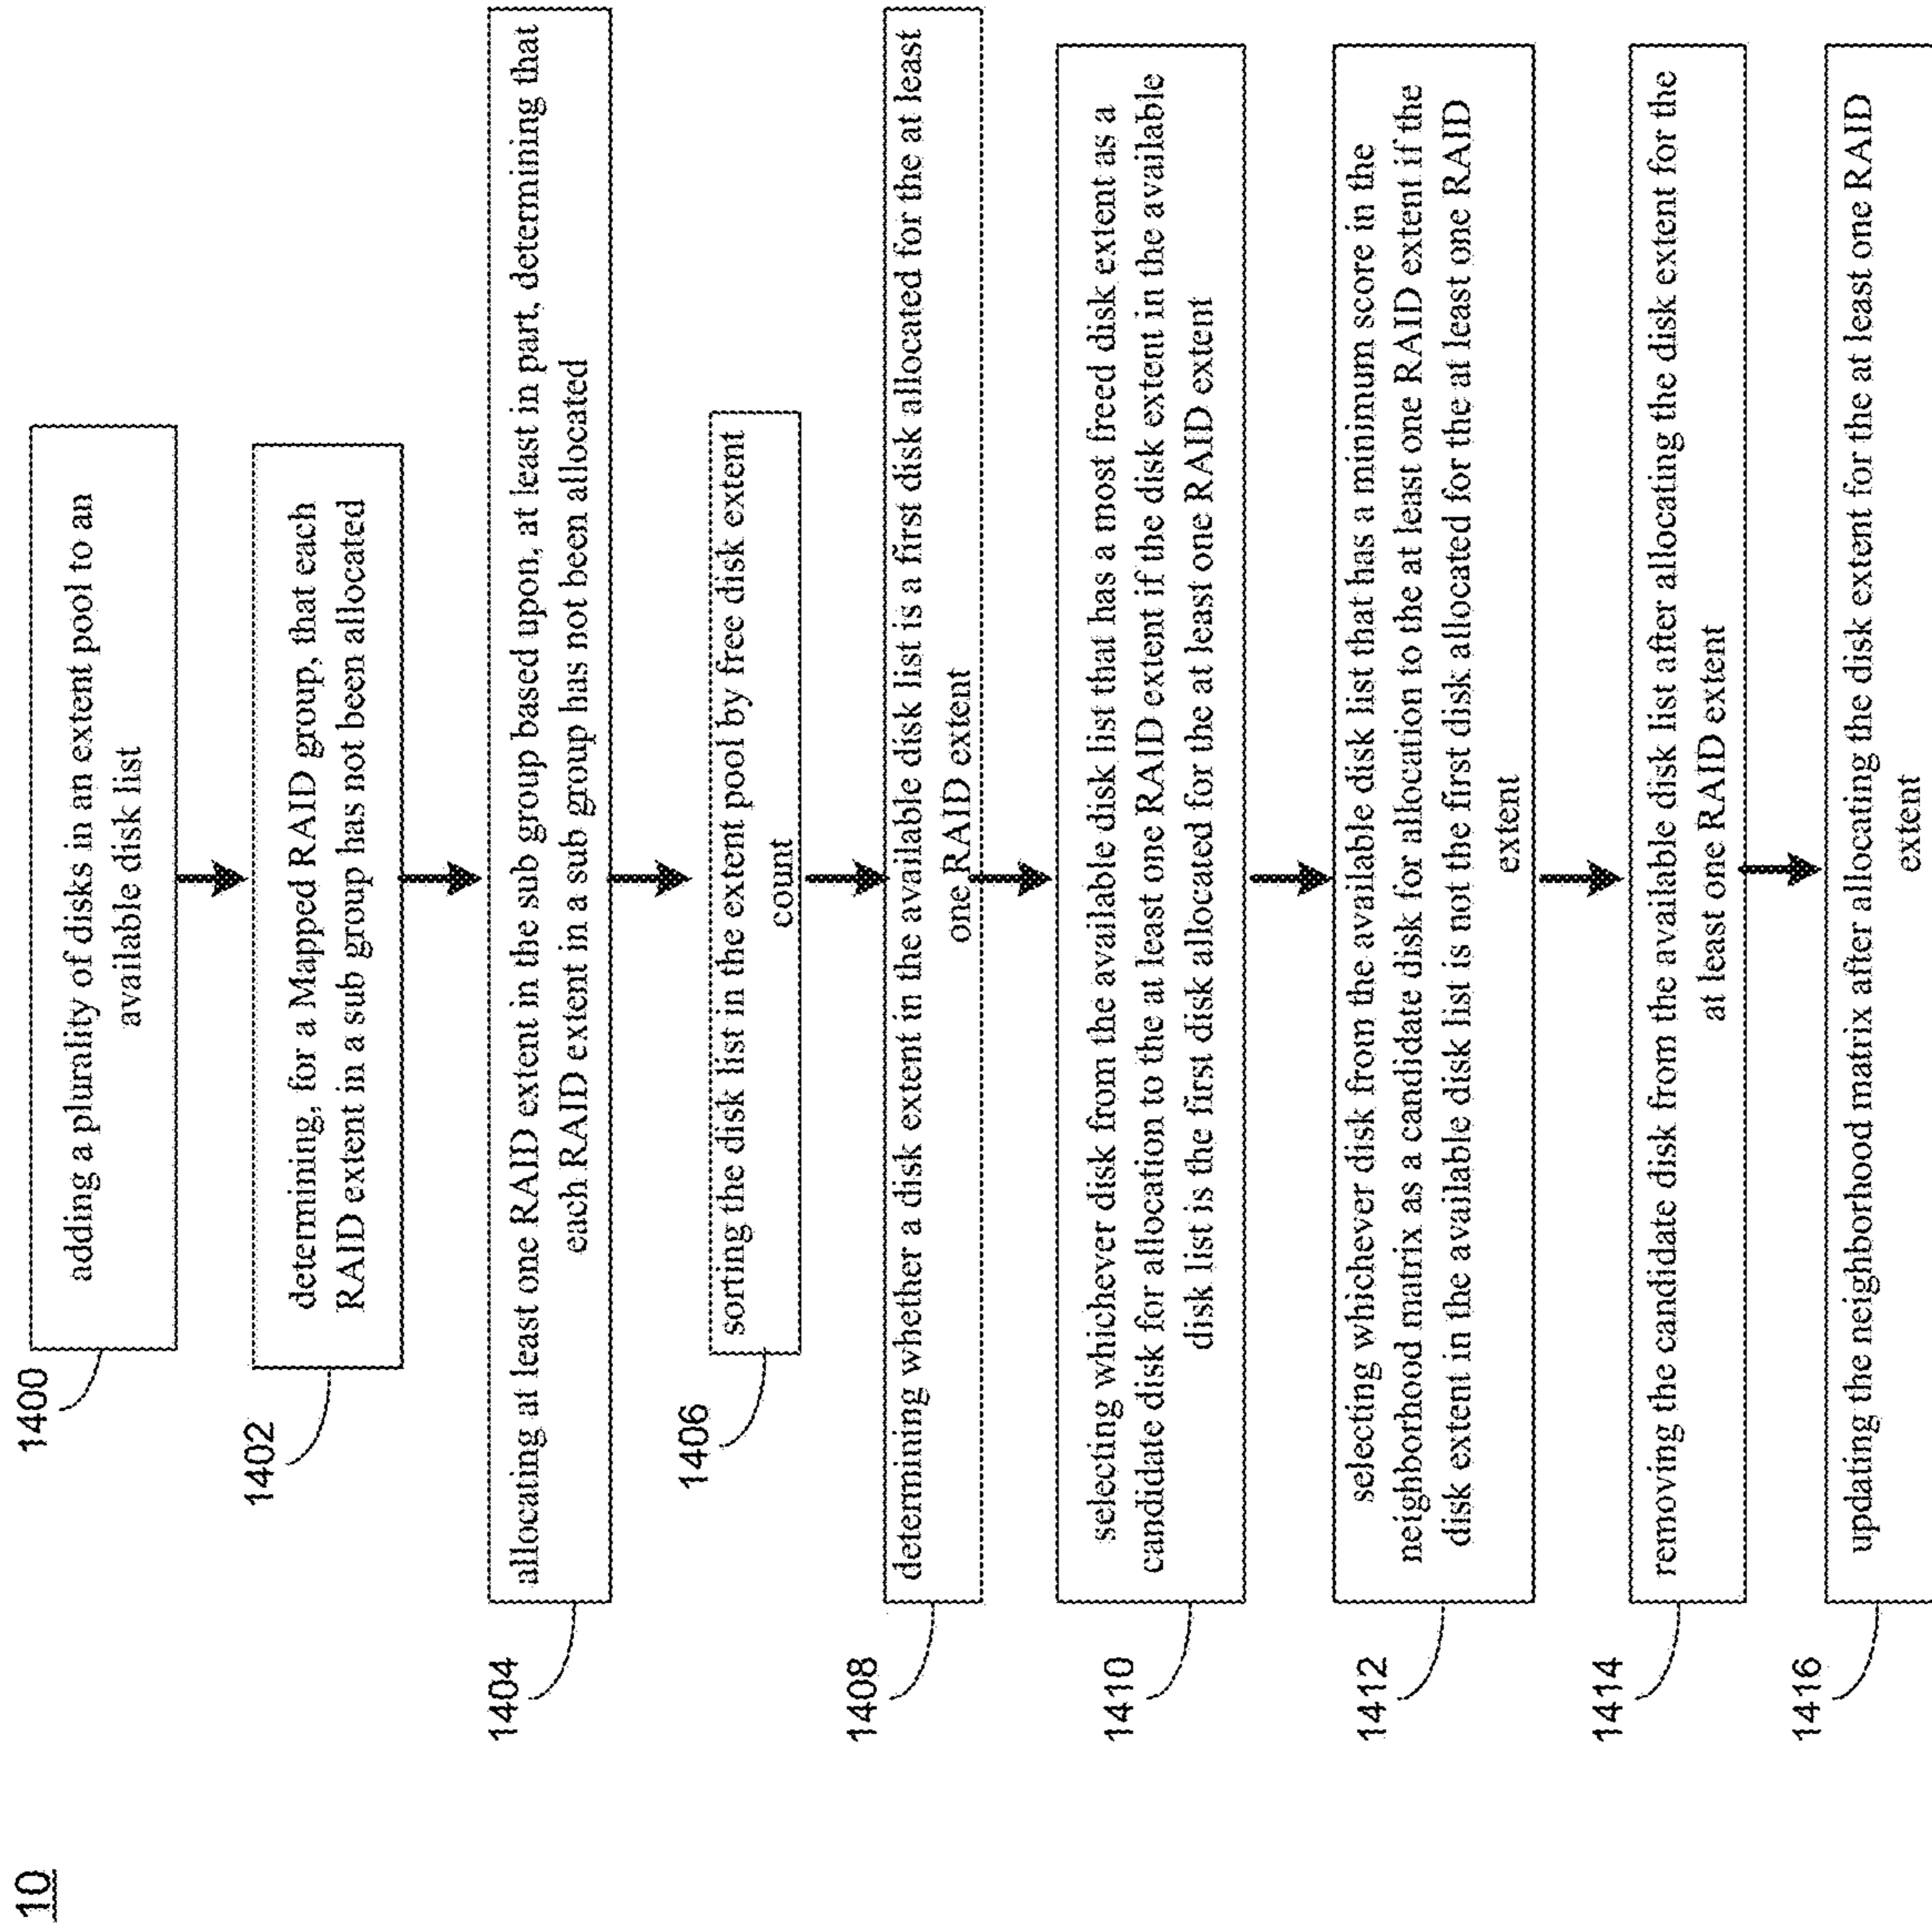 10
1400
adding a plurality of disks in an extent pool to an
available disk list
1402
determining, for a Mapped RAID group, that each
RAID extent in a sub group has not been allocated
1404
allocating at least one RAID extent in the sub group based upon, at least in part, determining that
each RAID extent in a sub group has not been allocated
1406
sorting the disk list in the extent pool by free disk extent
count
1408
determining whether a disk extent in the available disk list is a first disk allocated for the at least
one RAID extent
1410
selecting whichever disk from the available disk list that has a most freed disk extent as a
candidate disk for allocation to the at least one RAID extent if the disk extent in the available
disk list is the first disk allocated for the at least one RAID extent
1412
selecting whichever disk from the available disk list that has a minimum score in the
neighborhood matrix as a candidate disk for allocation to the at least one RAID extent if the
disk extent in the available disk list is not the first disk allocated for the at least one RAID
extent
1414
removing the candidate disk from the available disk list after allocating the disk extent for the
at least one RAID extent
1416
updating the neighborhood matrix after allocating the disk extent for the at least one RAID
extent